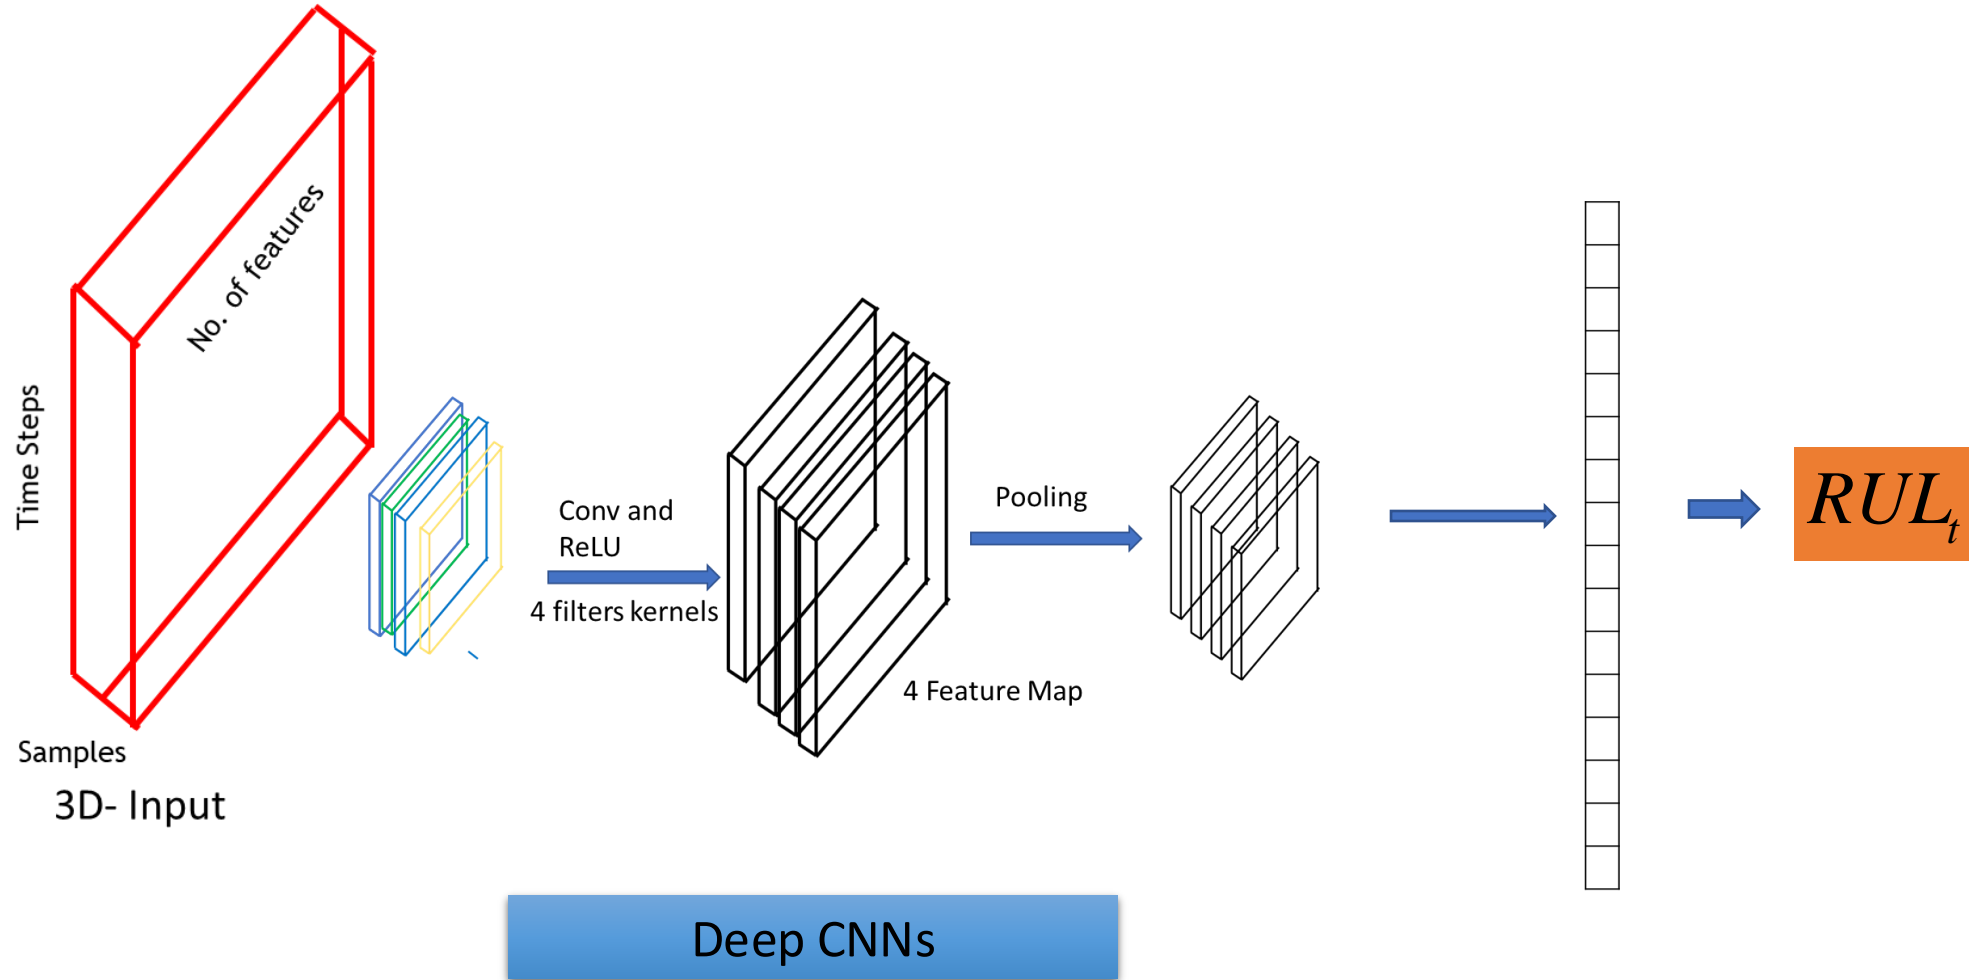 No. of features
Time Steps
Samples
3D- Input
Conv and
ReLU
4 filters kernels
4 Feature Map
Pooling
RULt
Deep CNNs